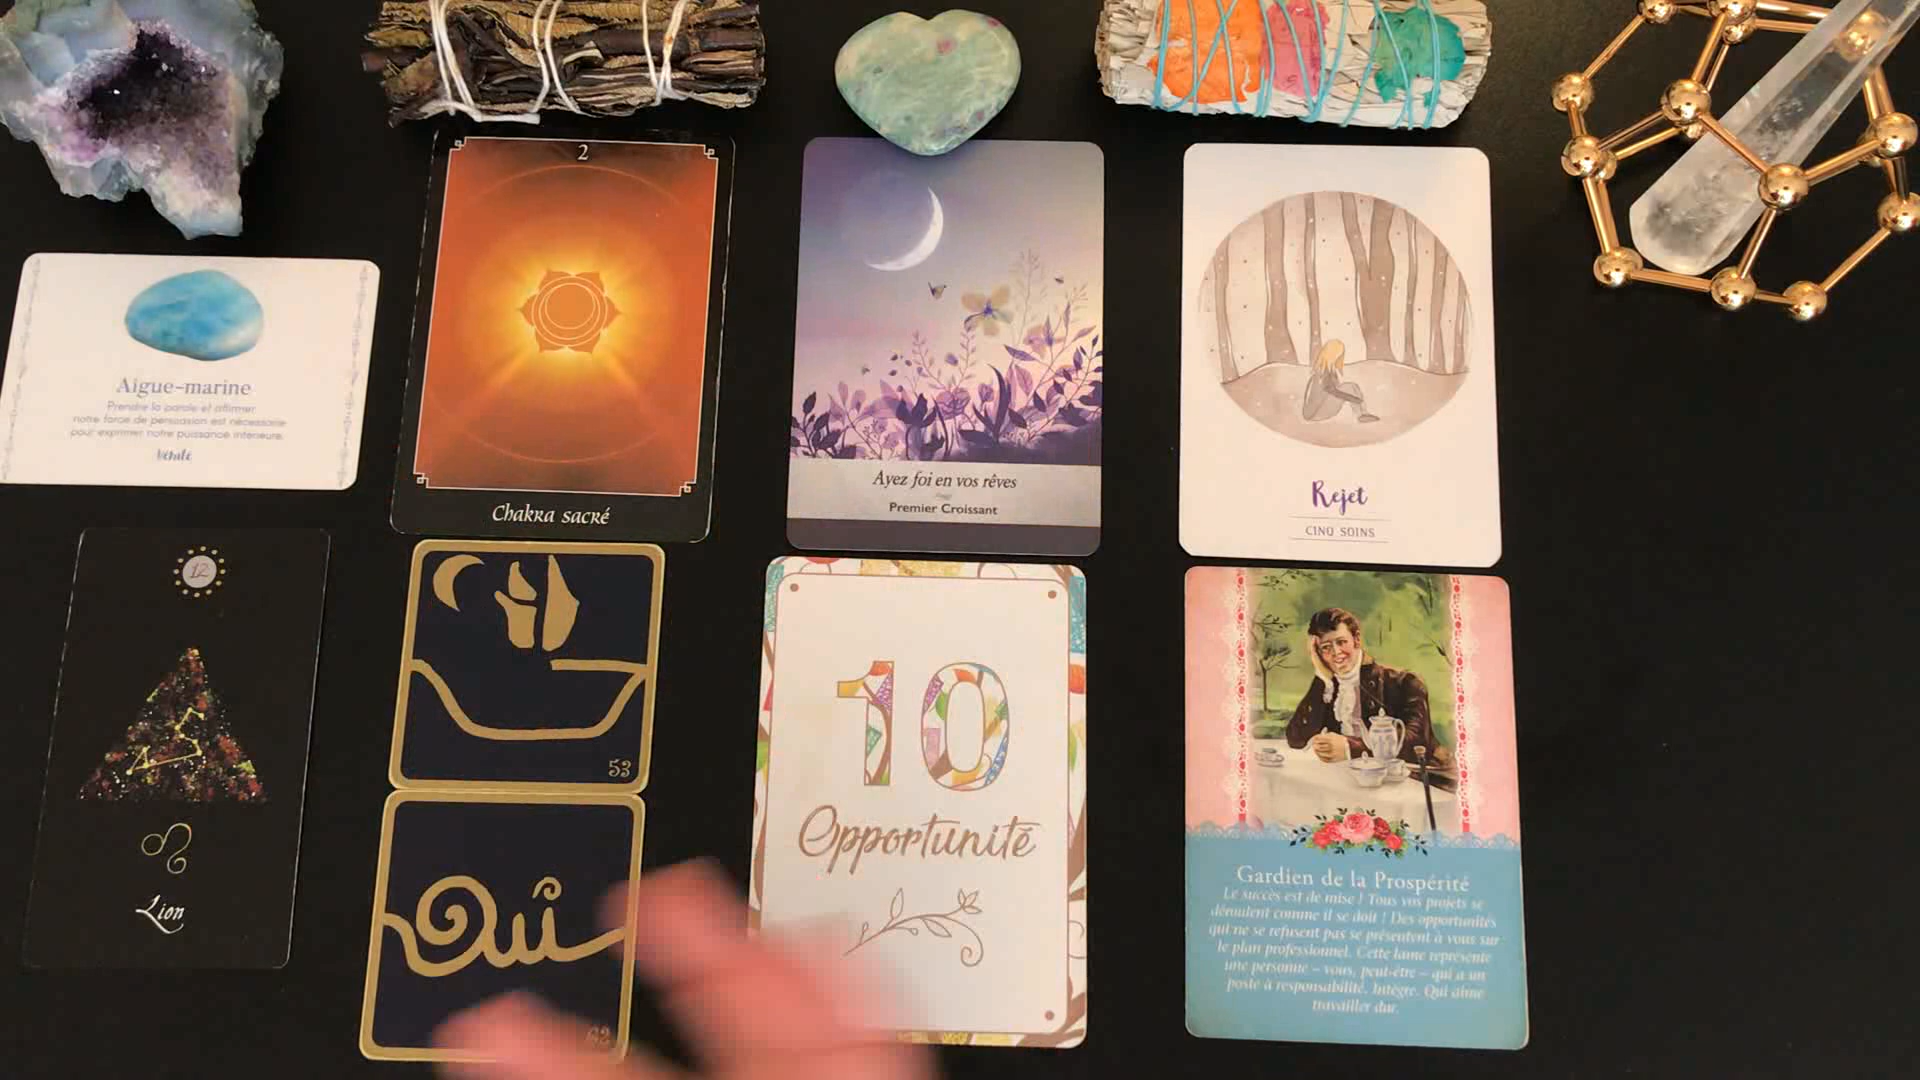 Aigue-marine
Prendre la parole et affirmer
notre force de persuasion est nécessaire
pour exprimer notre puissance intérieure.
Vérité
2
Chakra sacré
Ayez foi en vos rêves
Premier Croissant
Rejet
CINQ SOINS
12
Lion
53
Oui
10
Opportunité
Gardien de la Prospérité
Le succès est de mise ! Tous vos projets se
déroulent comme il se doit ! Des opportunités
qui ne se refusent pas se présentent à vous sur
le plan professionnel. Cette lame représente
une personne – vous, peut-être – qui a un
poste à responsabilité. Intègre. Qui aime
travailler dur.